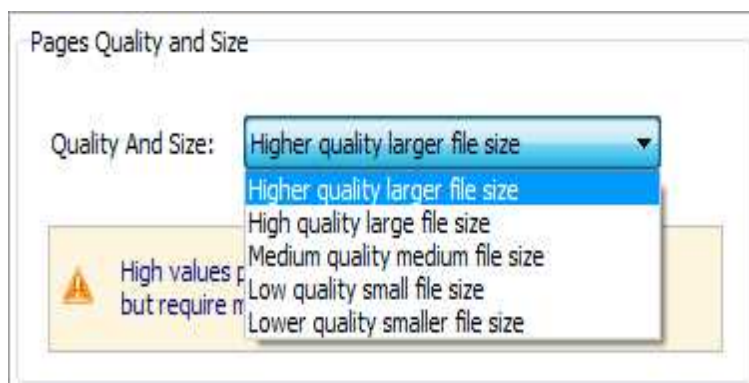 Pages Quality and Size
Quality And Size: Higher quality larger file size
Higher quality larger file size
High quality large file size
Medium quality medium file size
Low quality small file size
Lower quality smaller file size
High values
but require